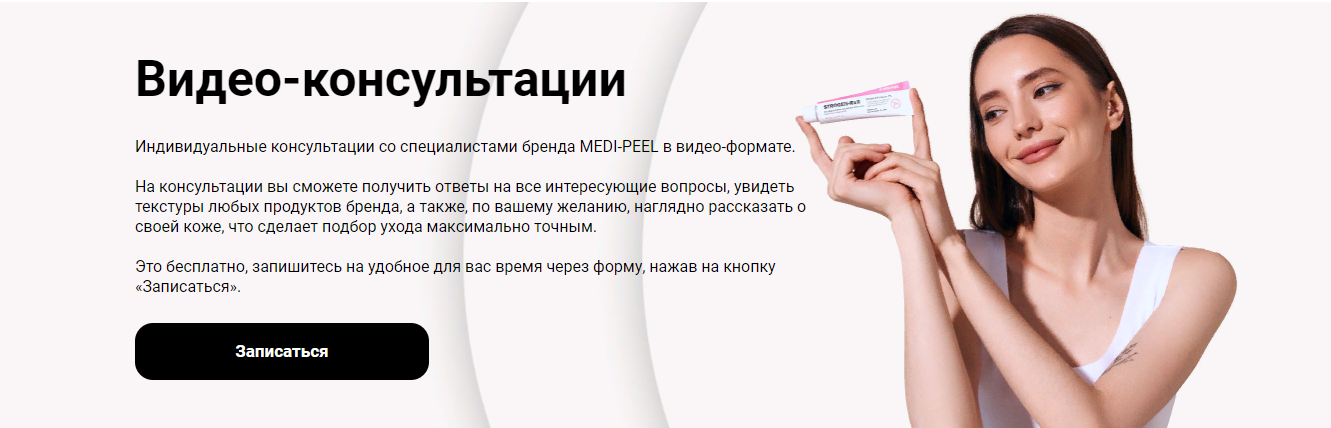 Видео-консультации
Индивидуальные консультации со специалистами бренда MEDI-PEEL в видео-формате.
На консультации вы сможете получить ответы на все интересующие вопросы, увидеть
текстуры любых продуктов бренда, а также, по вашему желанию, наглядно рассказать о
своей коже, что сделает подбор ухода максимально точным.
Это бесплатно, запишитесь на удобное для вас время через форму, нажав на кнопку
«Записаться».
Записаться